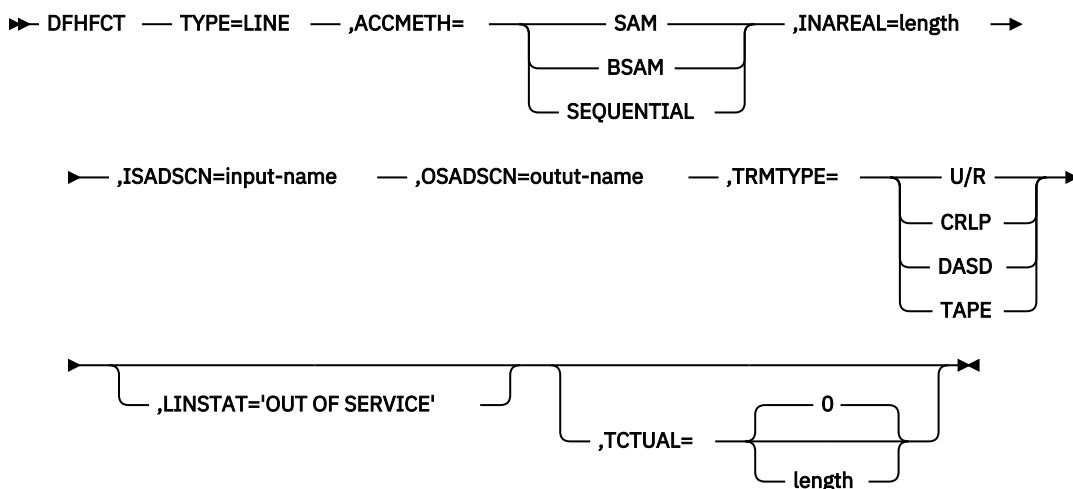 DFHFCT TYPE=LINE ,ACCMETH= SAM ,INAREAL=length
BSAM
SEQUENTIAL
,ISADSCN=input-name ,OSADSCN=outut-name ,TRMTYPE= U/R
CRLP
DASD
TAPE
,LINSTAT='OUT OF SERVICE'
0
,TCTUAL=
length